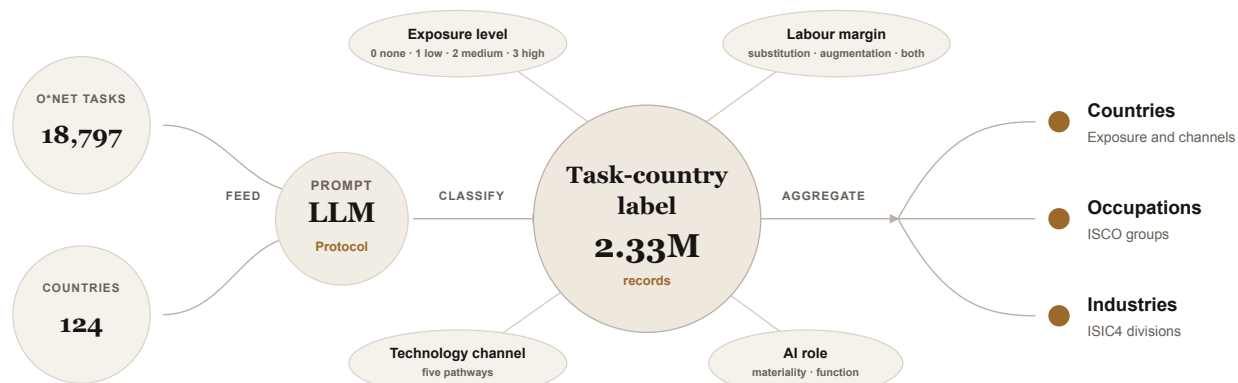 O*NET TASKS
18,797
COUNTRIES
124
FEED
PROMPT
LLM
Protocol
CLASSIFY
Exposure level
0 none · 1 low · 2 medium · 3 high
Labour margin
substitution · augmentation · both
Task-country
label
2.33M
records
Technology channel
five pathways
AI role
materiality · function
AGGREGATE
Countries
Exposure and channels
Occupations
ISCO groups
Industries
ISIC4 divisions